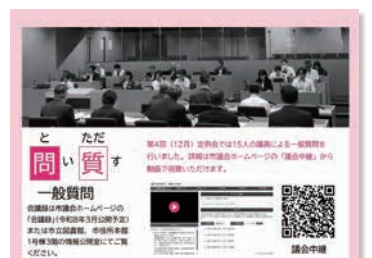 と ただ
問い質す
一般質問
会議録は市議会ホームページの
「会議録」(令和8年3月公開予定)
または市立図書館、市役所本館
1号棟3階の情報公開室にてご覧
ください。
第4回（12月）定例会では15人の議員による一般質問を
行いました。詳細は市議会ホームページの「議会中継」から
動画で視聴いただけます。
議会中継